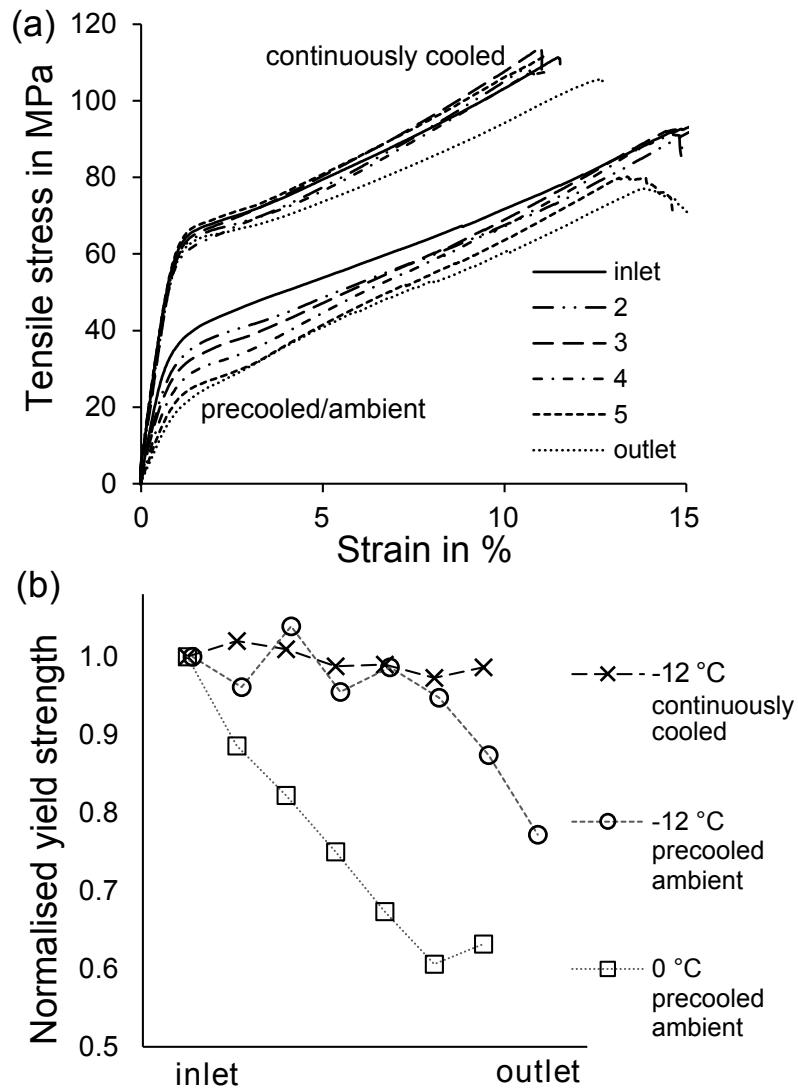 (a)
120
100
80
60
40
20
0
Tensile stress in MPa
continuously cooled
precooled/ambient
inlet
2
3
4
5
outlet
0
5
10
15
Strain in %
(b)
1.0
0.9
0.8
0.7
0.6
0.5
Normalised yield strength
-12 °C
continuously
cooled
-12 °C
precooled
ambient
0 °C
precooled
ambient
inlet
outlet